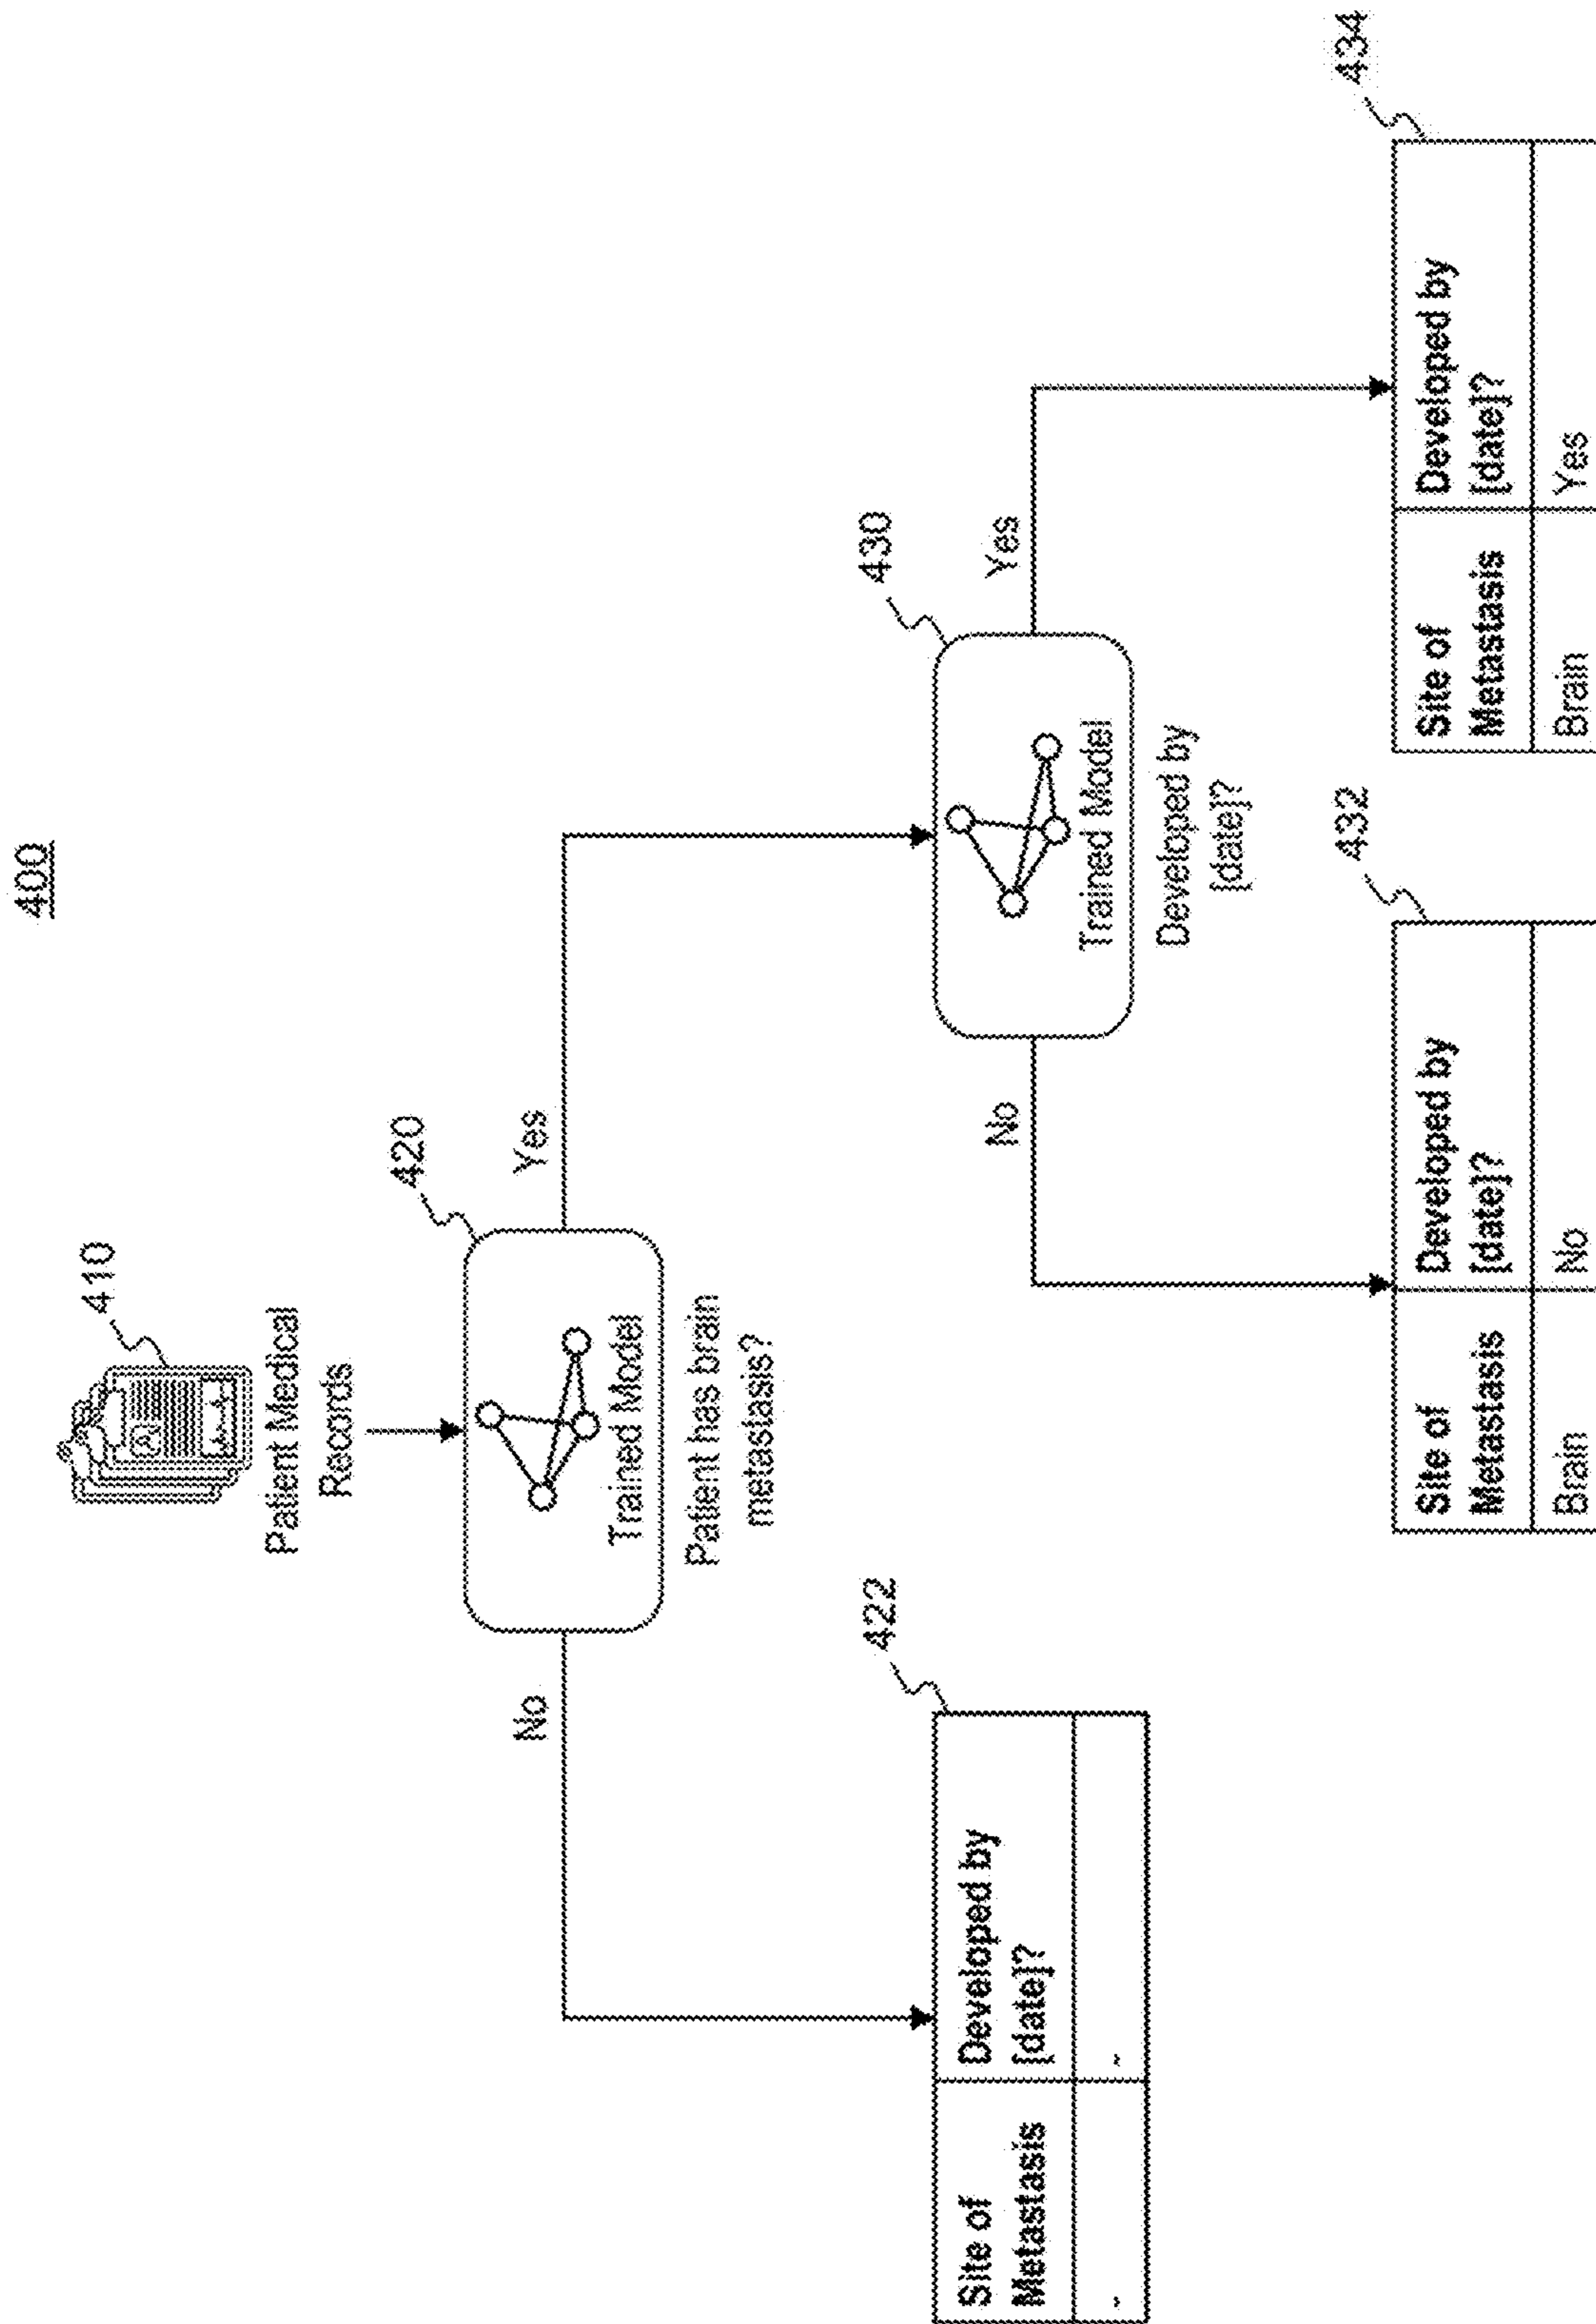 400
410
Patient Medical
Records
420
Trained Model
Patient has brain
metastasis?
No
Yes
422
Site of
Metastasis
Developed by
[date]?
-
-
430
Trained Model
Developed by
[date]?
No
Yes
432
Site of
Metastasis
Developed by
[date]?
Brain
No
434
Site of
Metastasis
Developed by
[date]?
Brain
Yes